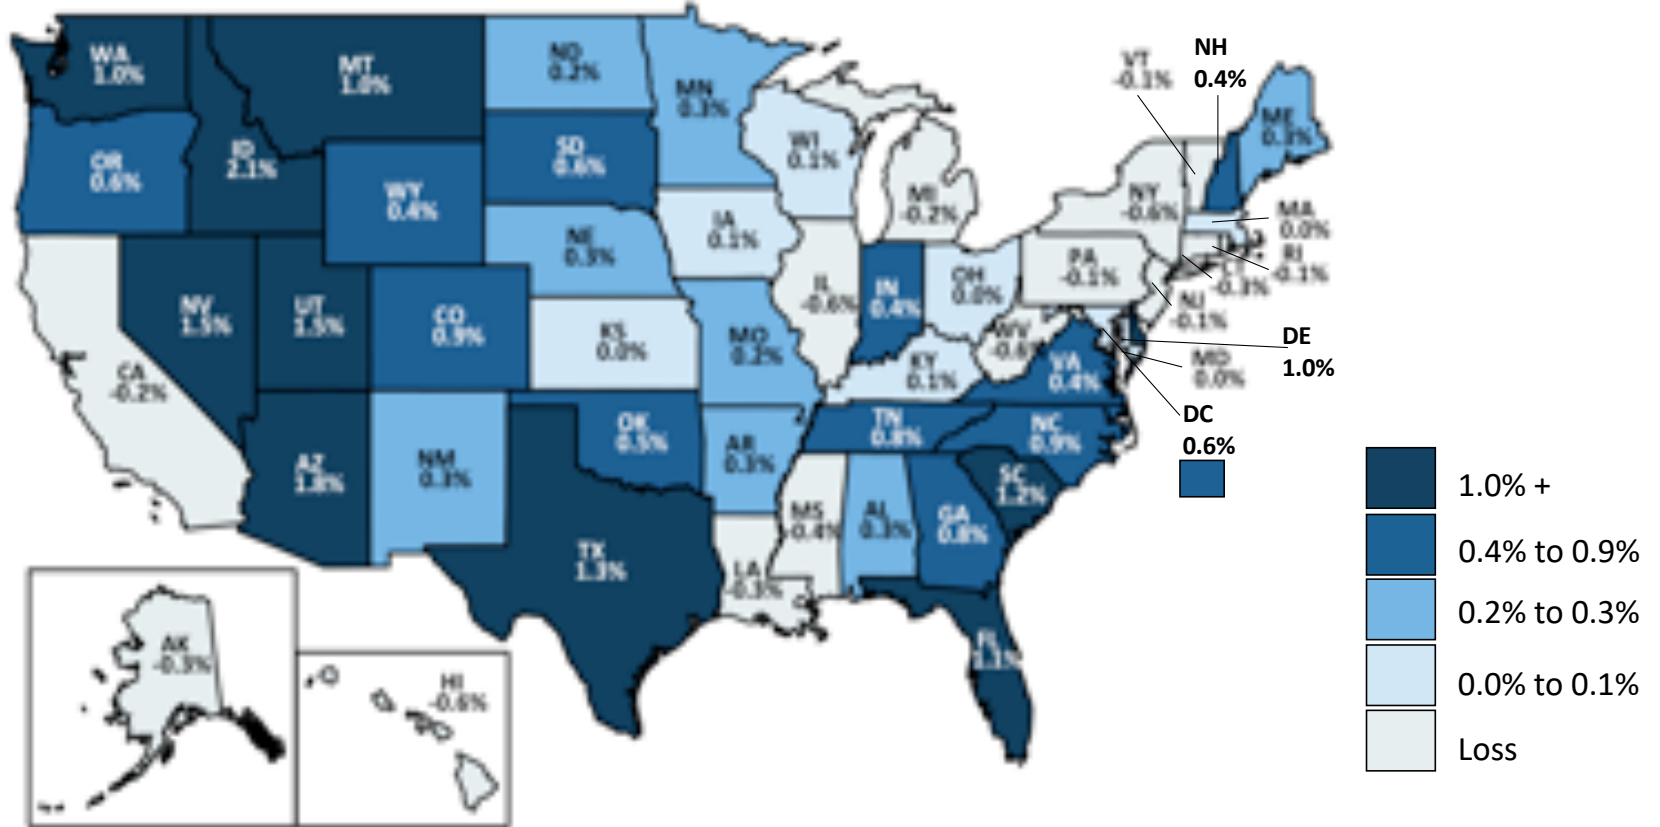 WA
1.0%
MT
1.0%
ND
0.2%
MN
0.3%
VT
-0.1%
NH
0.4%
ME
0.3%
OR
0.6%
ID
2.1%
WY
0.4%
SD
0.6%
WI
0.1%
MI
-0.2%
NY
-0.6%
MA
0.0%
RI
-0.1%
CT
-0.3%
NE
0.3%
IA
0.1%
PA
-0.1%
NJ
-0.1%
NV
1.5%
UT
1.5%
CO
0.9%
KS
0.0%
MO
0.2%
IL
-0.6%
IN
0.4%
OH
0.0%
WV
-0.6%
KY
0.1%
VA
0.4%
DE
1.0%
MD
0.0%
DC
0.6%
CA
-0.2%
AZ
1.8%
NM
0.3%
OK
0.5%
AR
0.3%
TN
0.8%
NC
0.9%
SC
1.2%
MS
-0.4%
AL
0.3%
GA
0.8%
TX
1.3%
LA
-0.3%
FL
1.1%
AK
-0.3%
HI
-0.6%
1.0% +
0.4% to 0.9%
0.2% to 0.3%
0.0% to 0.1%
Loss